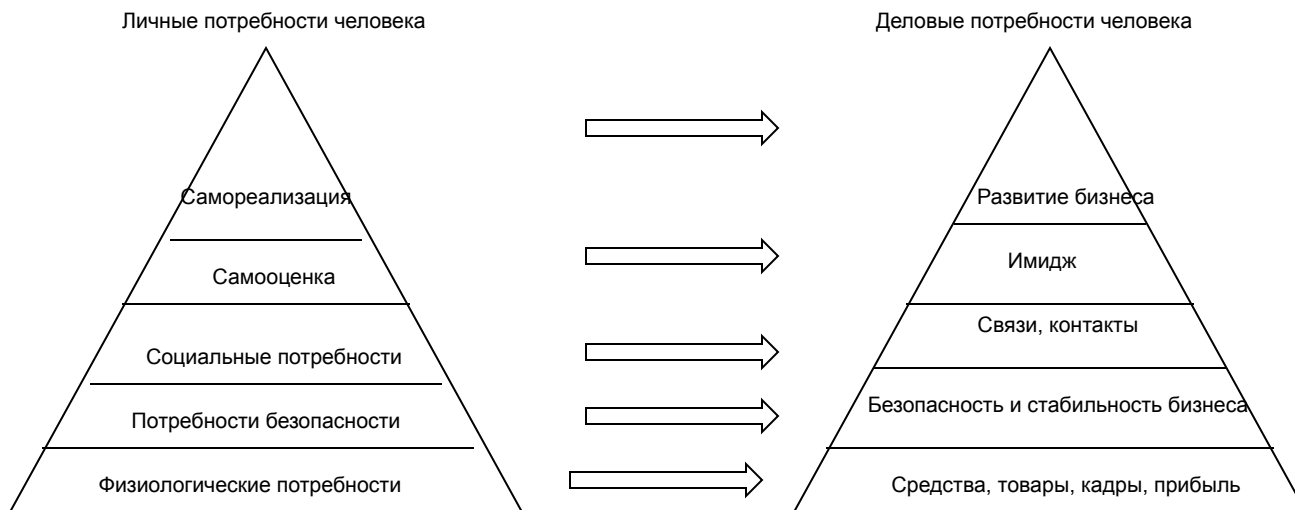 Личные потребности человека
Деловые потребности человека
Самореализация
Развитие бизнеса
Самооценка
Имидж
Социальные потребности
Связи, контакты
Потребности безопасности
Безопасность и стабильность бизнеса
Физиологические потребности
Средства, товары, кадры, прибыль